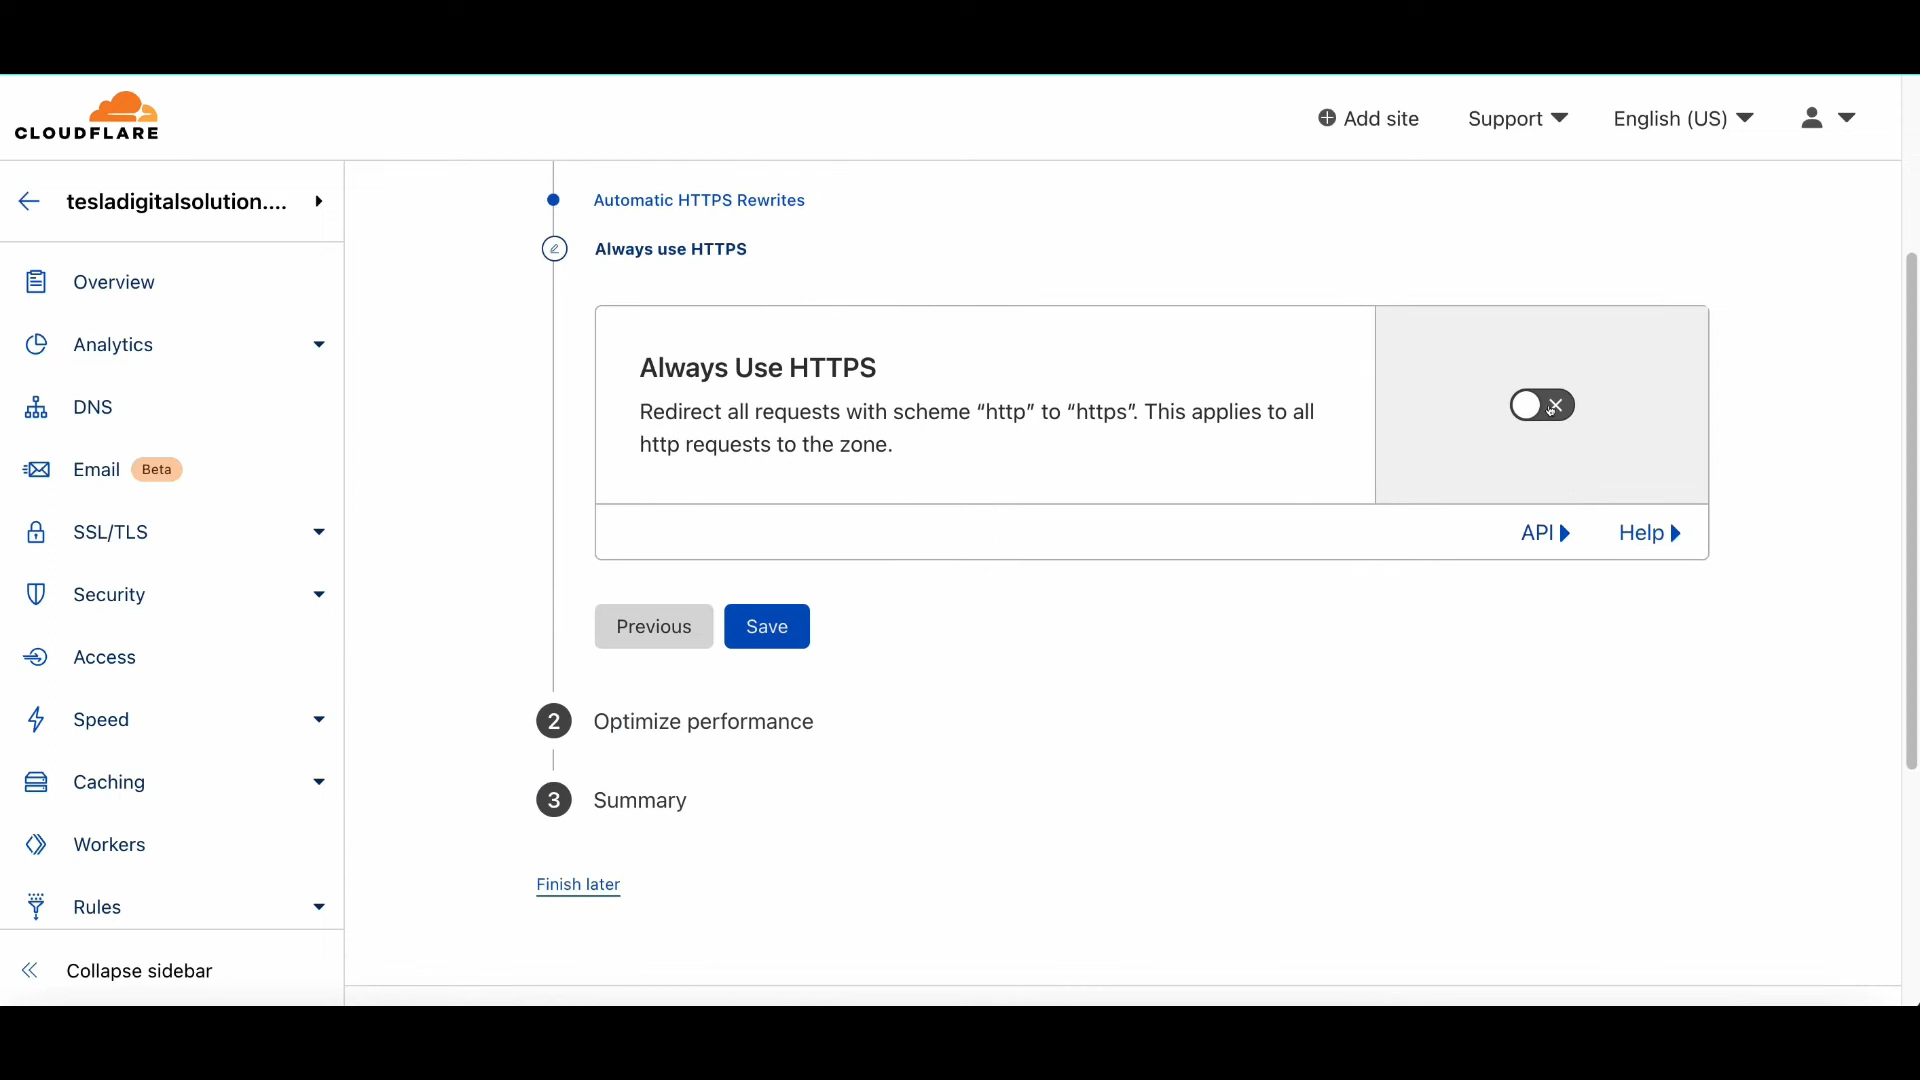 CLOUDFLARE
Add site
Support
English (US)
tesladigitalsolution....
Overview
Analytics
DNS
Email Beta
SSL/TLS
Security
Access
Speed
Caching
Workers
Rules
Collapse sidebar
Automatic HTTPS Rewrites
Always use HTTPS
Always Use HTTPS
Redirect all requests with scheme “http” to “https”. This applies to all
http requests to the zone.
API
Help
Previous
Save
2 Optimize performance
3 Summary
Finish later